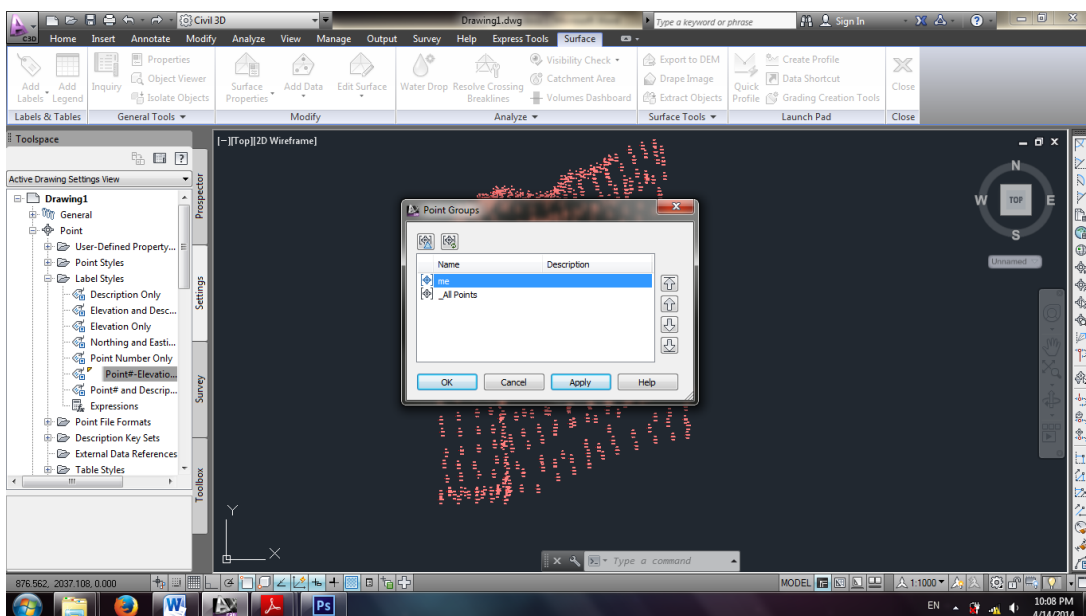 Civil 3D
Drawing1.dwg
Type a keyword or phrase
Sign In
C3D
Home Insert Annotate Modify Analyze View Manage Output Survey Help Express Tools Surface
Add Labels
Add Legend
Inquiry
Properties
Object Viewer
Isolate Objects
Surface Properties
Add Data
Edit Surface
Water Drop
Resolve Crossing Breaklines
Visibility Check
Catchment Area
Volumes Dashboard
Export to DEM
Drape Image
Extract Objects
Quick Profile
Create Profile
Data Shortcut
Grading Creation Tools
Close
Labels & Tables General Tools Modify Analyze Surface Tools Launch Pad Close
Toolspace
Active Drawing Settings View
Drawing1
General
Point
User-Defined Property...
Point Styles
Label Styles
Description Only
Elevation and Desc...
Elevation Only
Northing and Easti...
Point Number Only
Point#-Elevatio...
Point# and Descrip...
Expressions
Point File Formats
Description Key Sets
External Data References
Table Styles
Prospector
Settings
Survey
Toolbox
[-][Top][2D Wireframe]
N
W TOP E
S
Unnamed
Point Groups
Name Description
me
_All Points
OK Cancel Apply Help
Y
X
Type a command
876.562, 2037.108, 0.000
MODEL
1:1000
W
Ps
EN
10:08 PM
4/14/2014